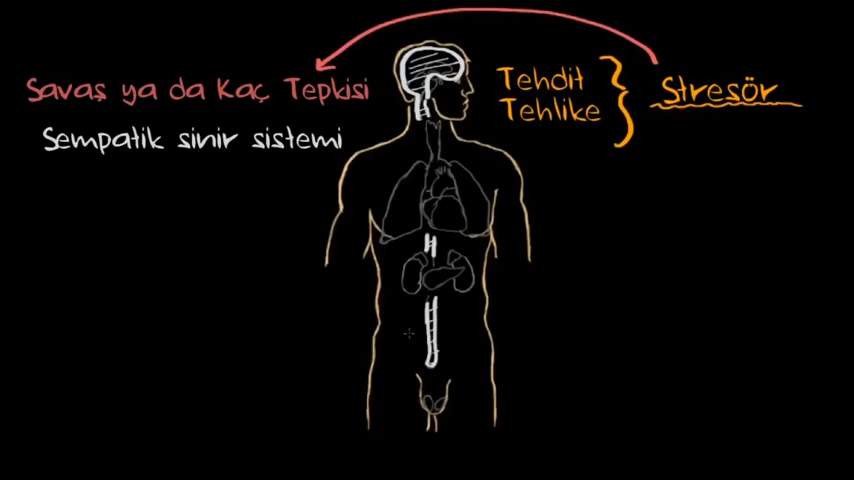 Savaş ya da Kaç Tepkisi
Sempatik sinir sistemi
Tehdit
Tehlike
Stresör